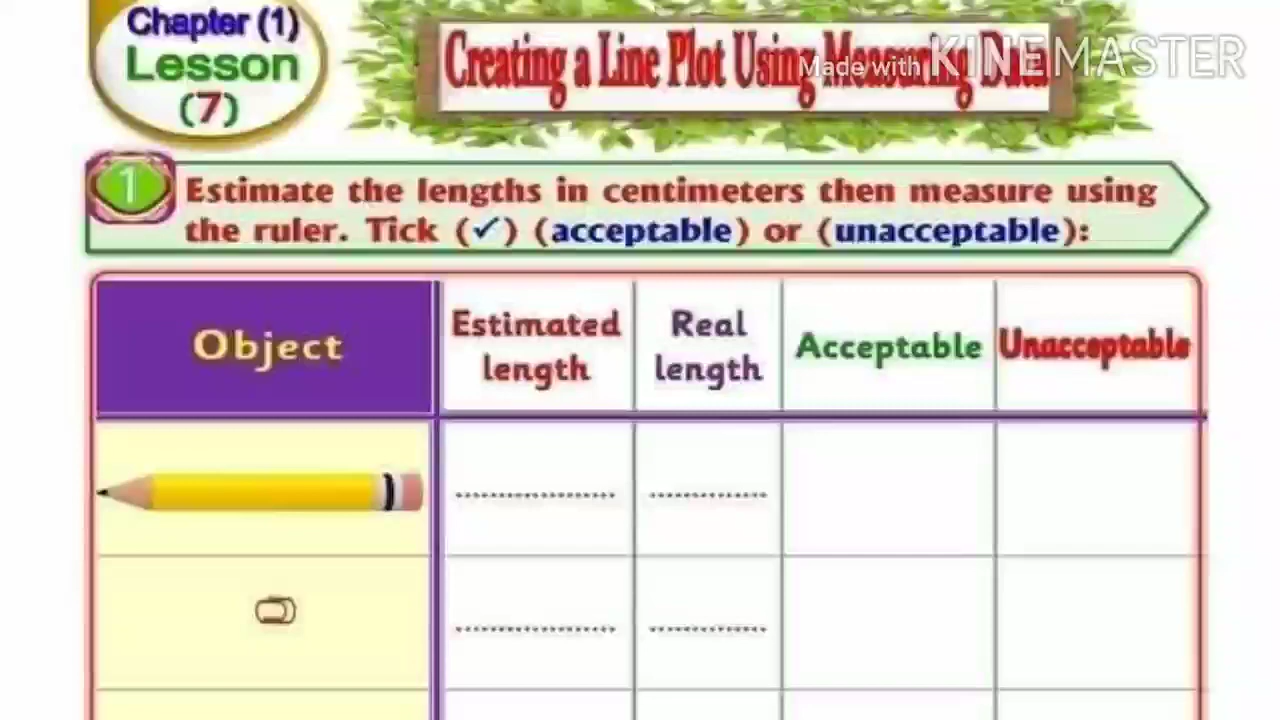 Chapter (1)
Lesson
(7)
Creating a Line Plot Using Measuring
Made with KINEMASTER
1 Estimate the lengths in centimeters then measure using
the ruler. Tick (✓) (acceptable) or (unacceptable):
Object
Estimated
length
Real
length
Acceptable
Unacceptable